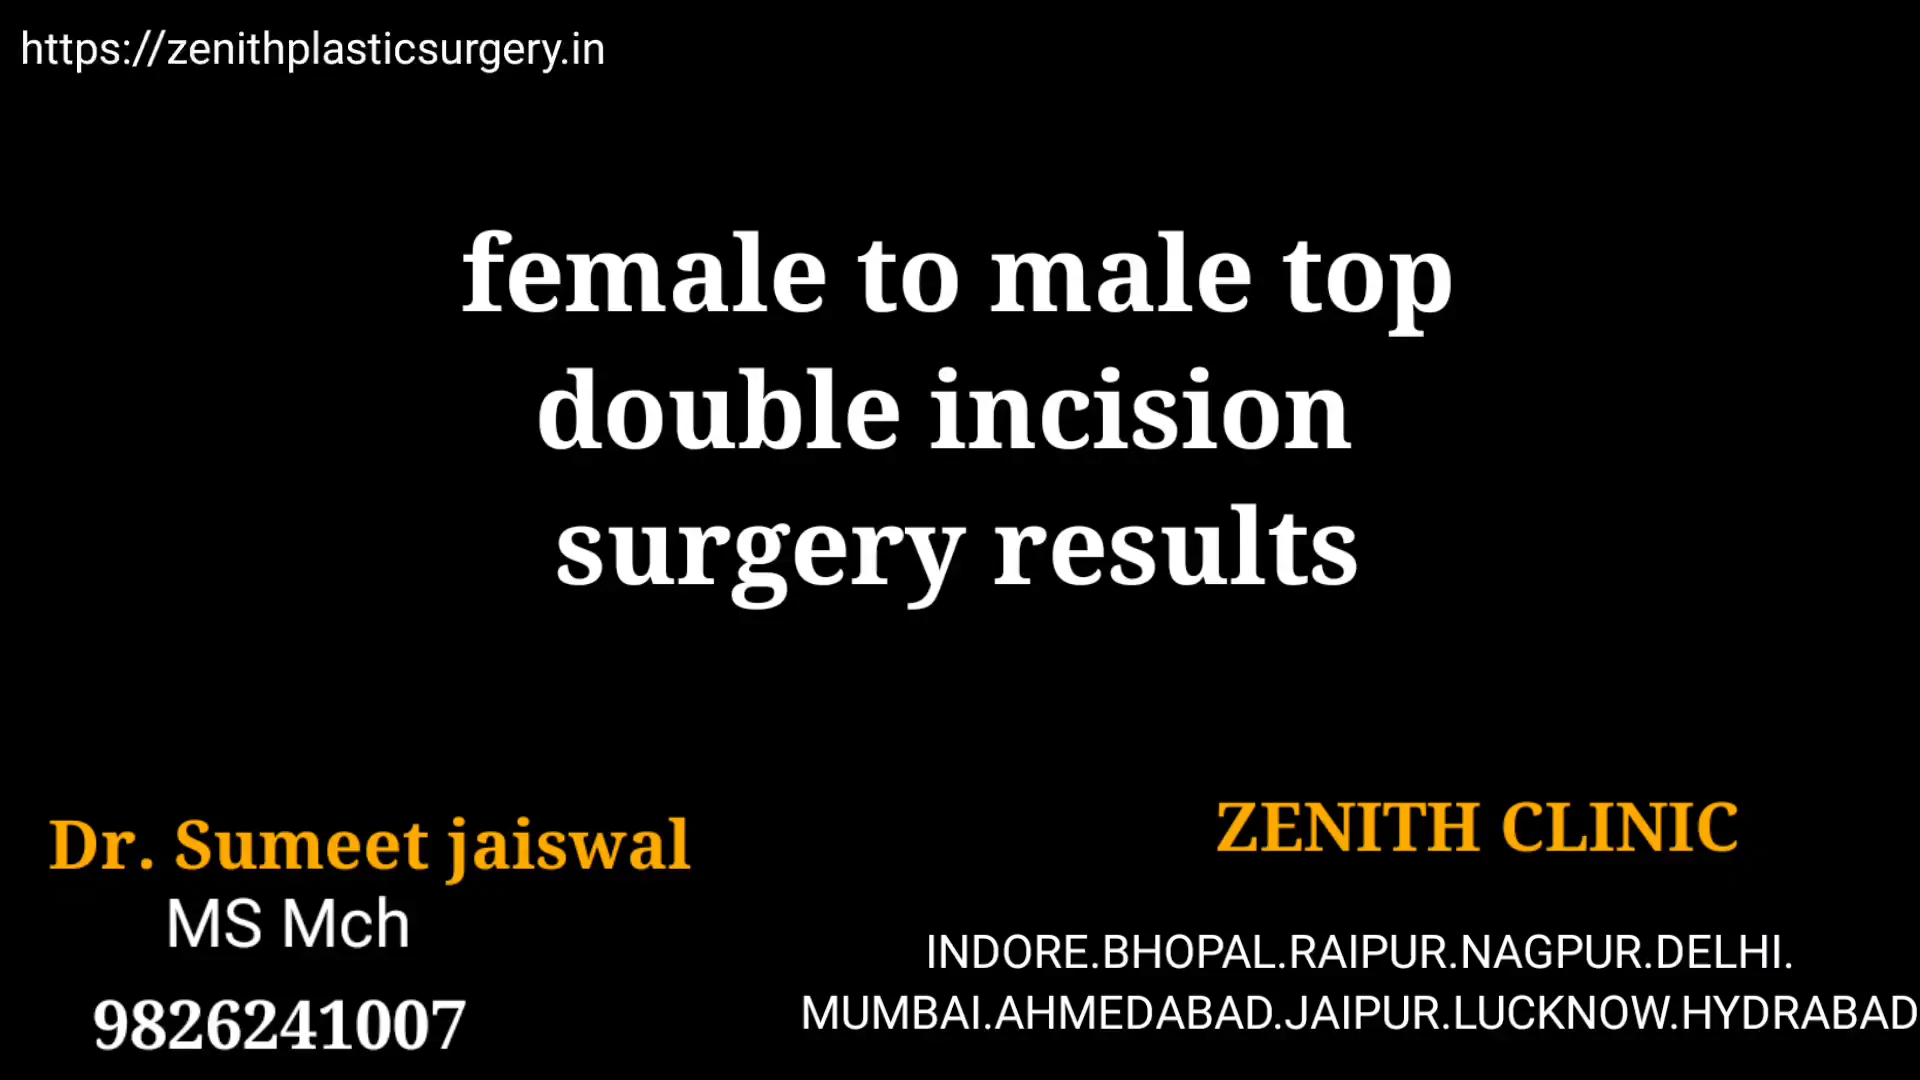 https://zenithplasticsurgery.in
female to male top
double incision
surgery results
Dr. Sumeet jaiswal
MS Mch
9826241007
ZENITH CLINIC
INDORE.BHOPAL.RAIPUR.NAGPUR.DELHI.
MUMBAI.AHMEDABAD.JAIPUR.LUCKNOW.HYDRABAD